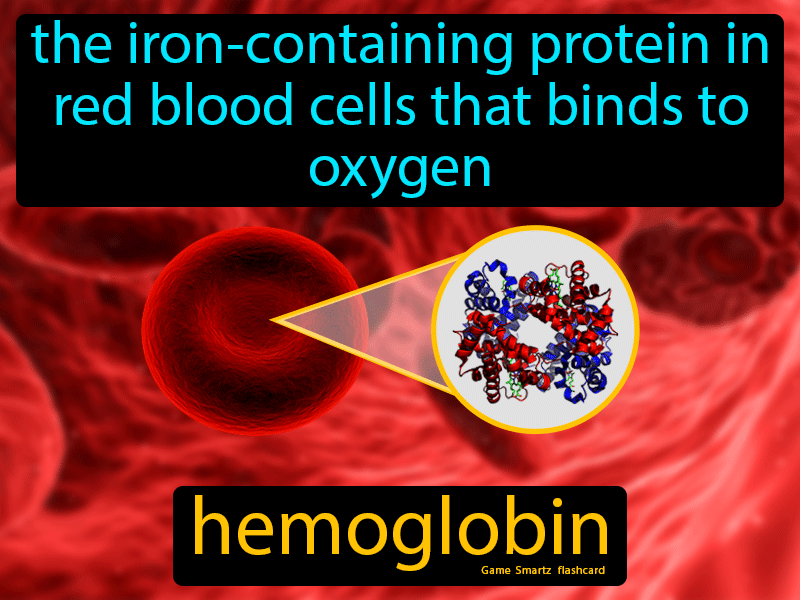 the iron-containing protein in
red blood cells that binds to
oxygen
hemoglobin
Game Smartz flashcard